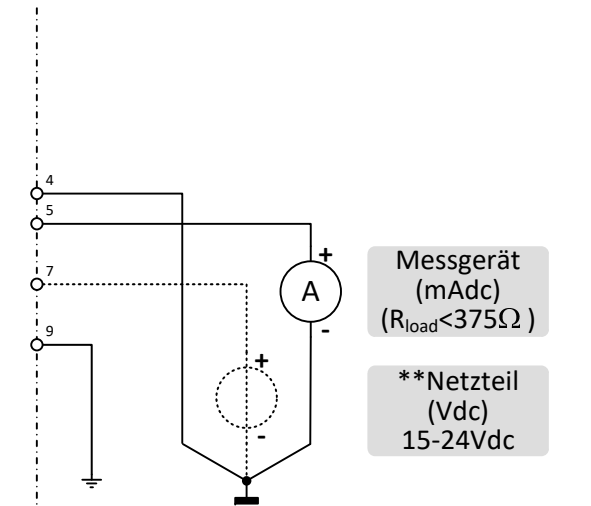 4
5
7
9
+
A
-
+
-
Messgerät
(mAdc)
(Rload<375Ω )
**Netzteil
(Vdc)
15-24Vdc